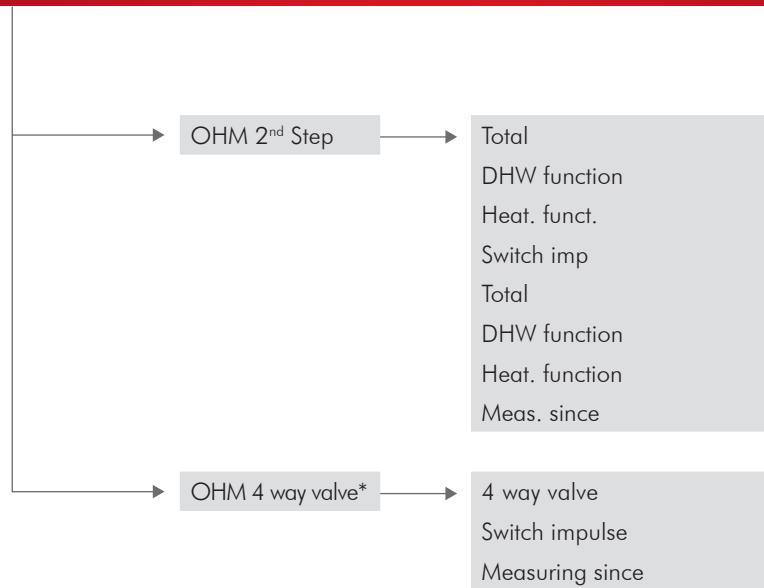 OHM 2nd Step
Total
DHW function
Heat. funct.
Switch imp
Total
DHW function
Heat. function
Meas. since
OHM 4 way valve*
4 way valve
Switch impulse
Measuring since